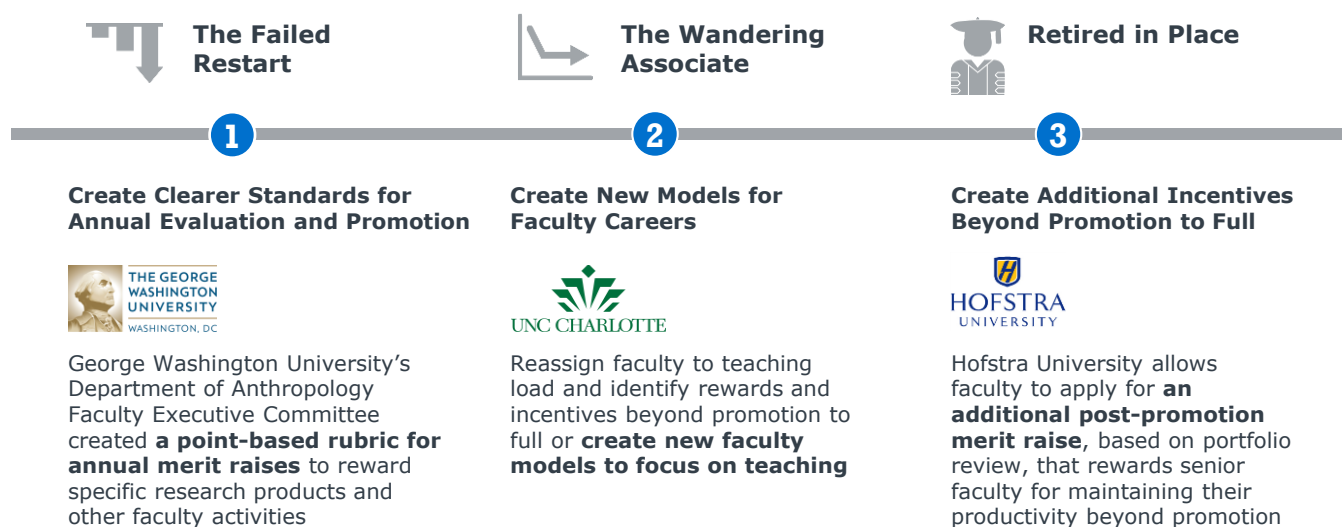 The Failed
Restart
The Wandering
Associate
Retired in Place
1
2
3
Create Clearer Standards for
Annual Evaluation and Promotion
THE GEORGE
WASHINGTON
UNIVERSITY
WASHINGTON, DC
George Washington University’s
Department of Anthropology
Faculty Executive Committee
created a point-based rubric for
annual merit raises to reward
specific research products and
other faculty activities
Create New Models for
Faculty Careers
UNC CHARLOTTE
Reassign faculty to teaching
load and identify rewards and
incentives beyond promotion to
full or create new faculty
models to focus on teaching
Create Additional Incentives
Beyond Promotion to Full
H
HOFSTRA
UNIVERSITY
Hofstra University allows
faculty to apply for an
additional post-promotion
merit raise, based on portfolio
review, that rewards senior
faculty for maintaining their
productivity beyond promotion